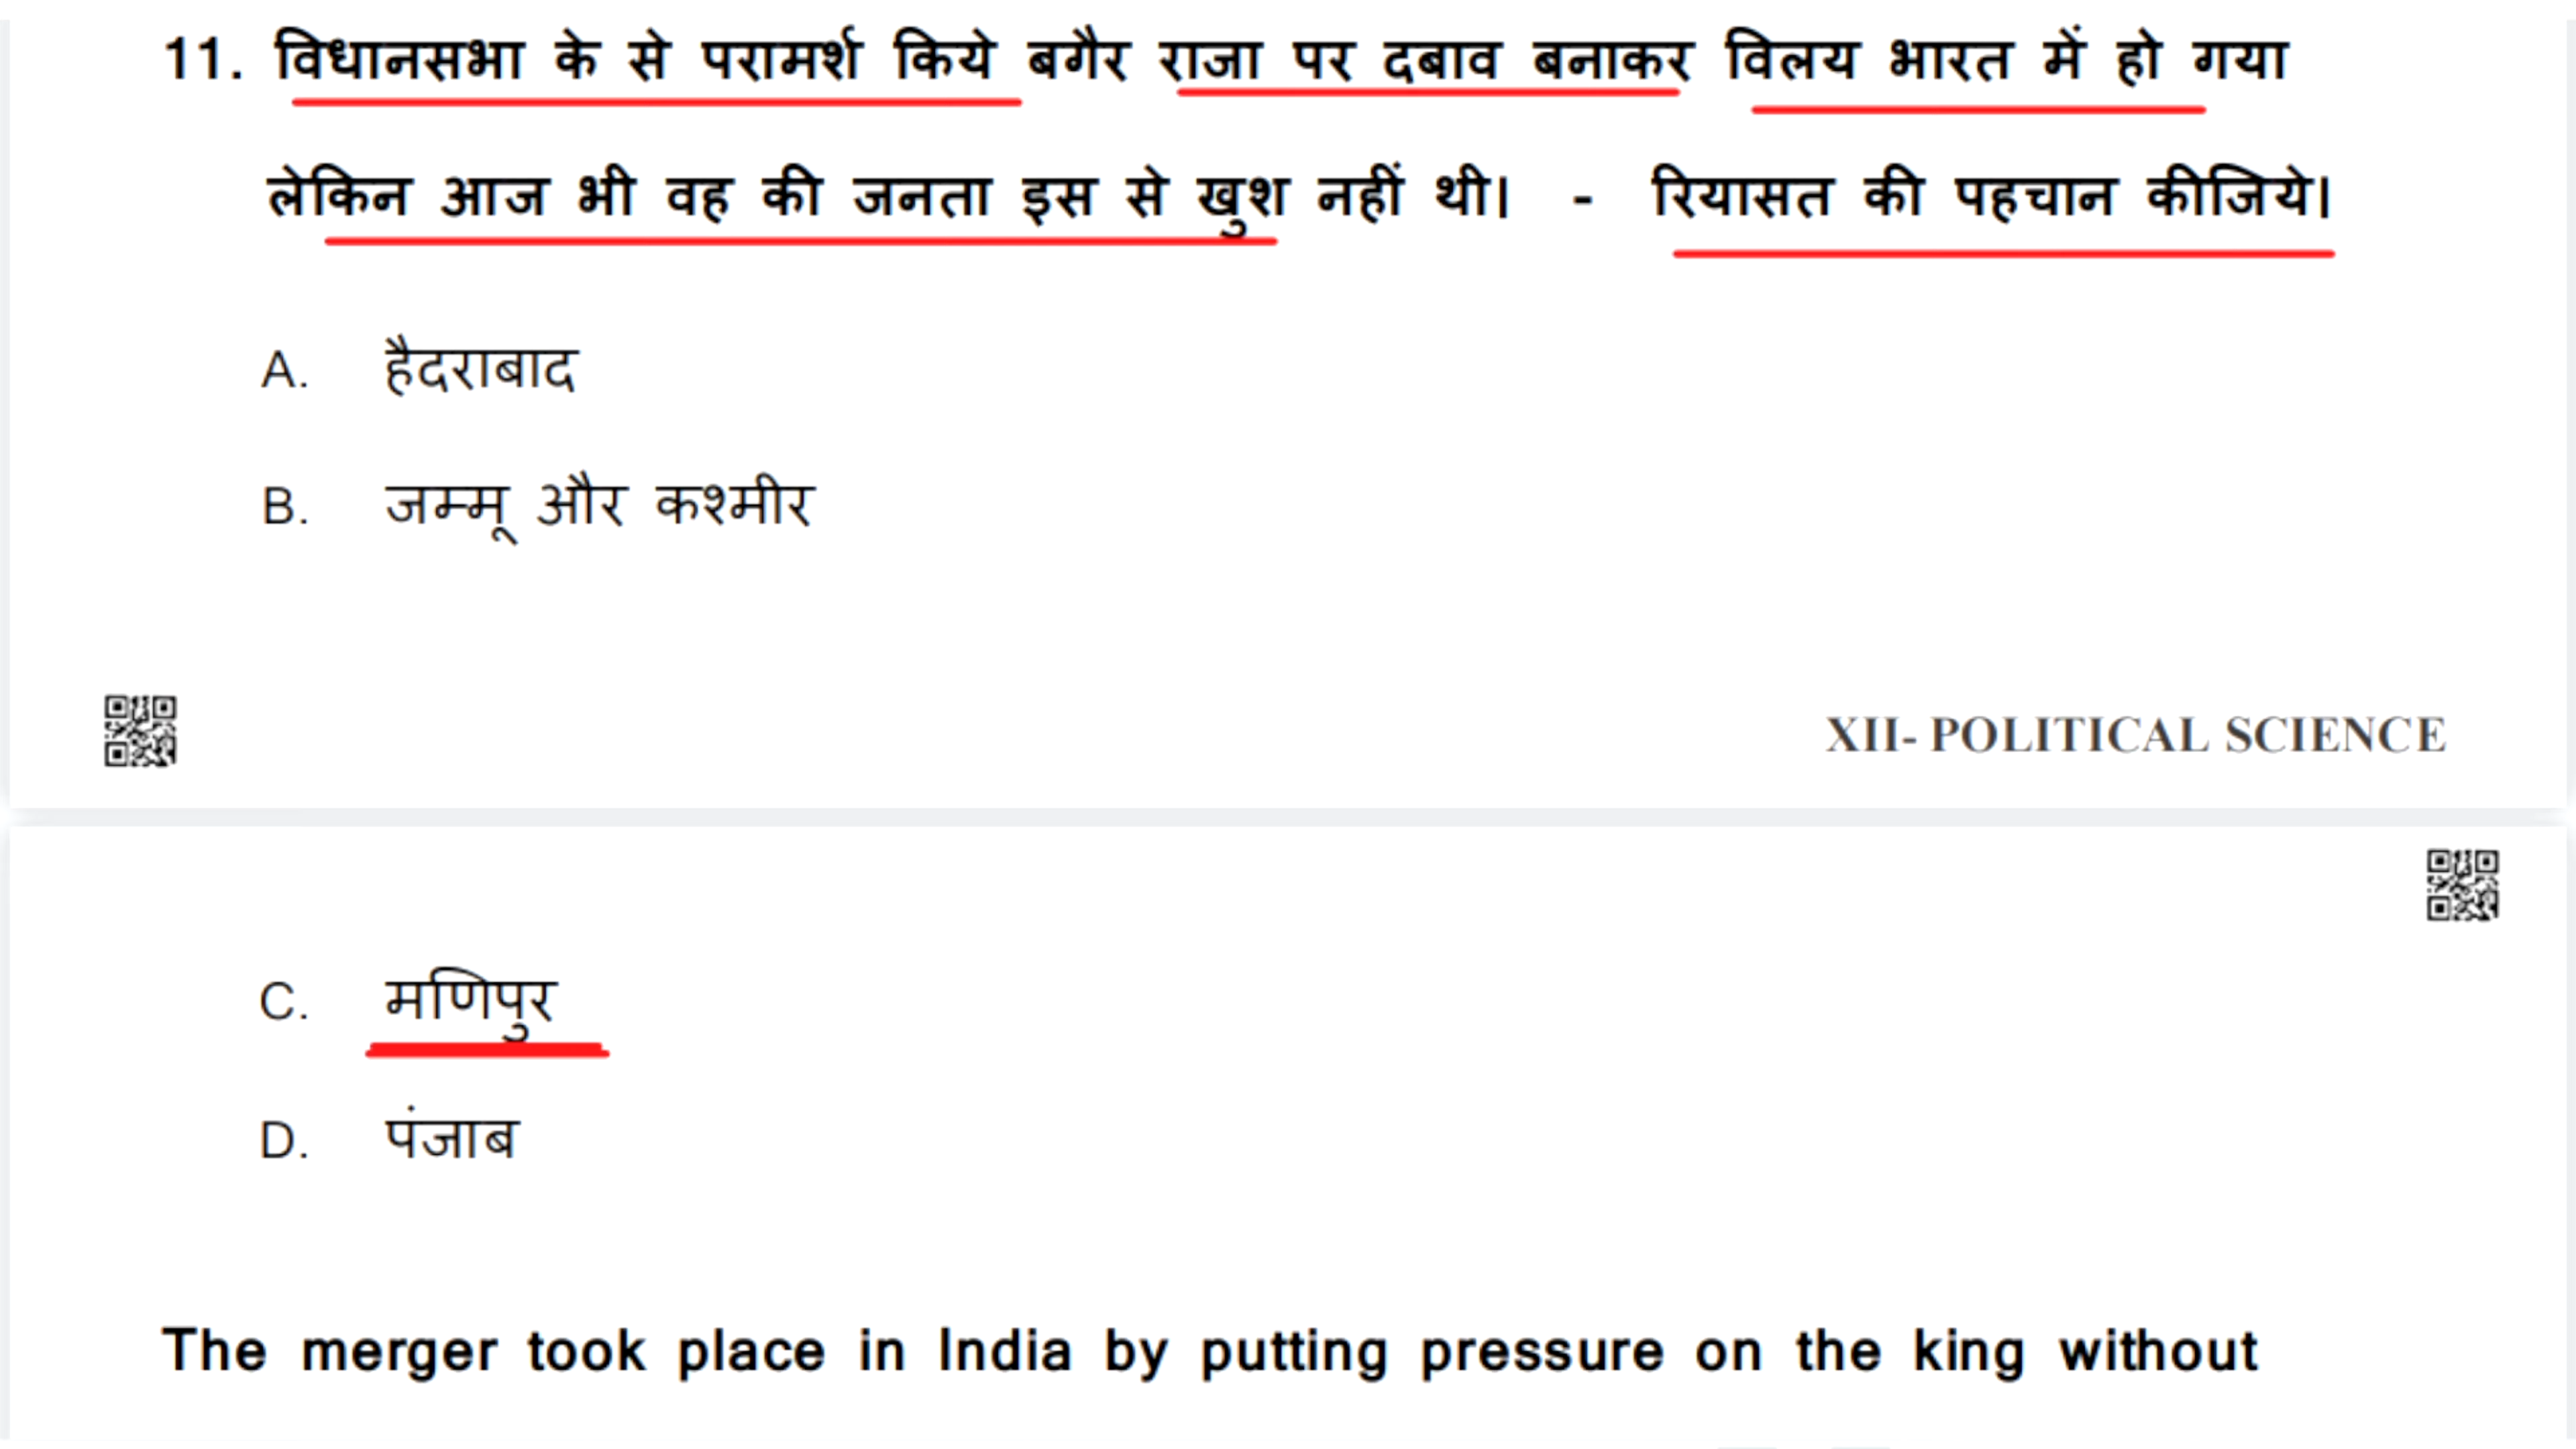 11. विधानसभा के से परामर्श किये बगैर राजा पर दबाव बनाकर विलय भारत में हो गया
लेकिन आज भी वह की जनता इस से खुश नहीं थी। - रियासत की पहचान कीजिये।
A. हैदराबाद
B. जम्मू और कश्मीर
XII- POLITICAL SCIENCE
C. मणिपुर
D. पंजाब
The merger took place in India by putting pressure on the king without